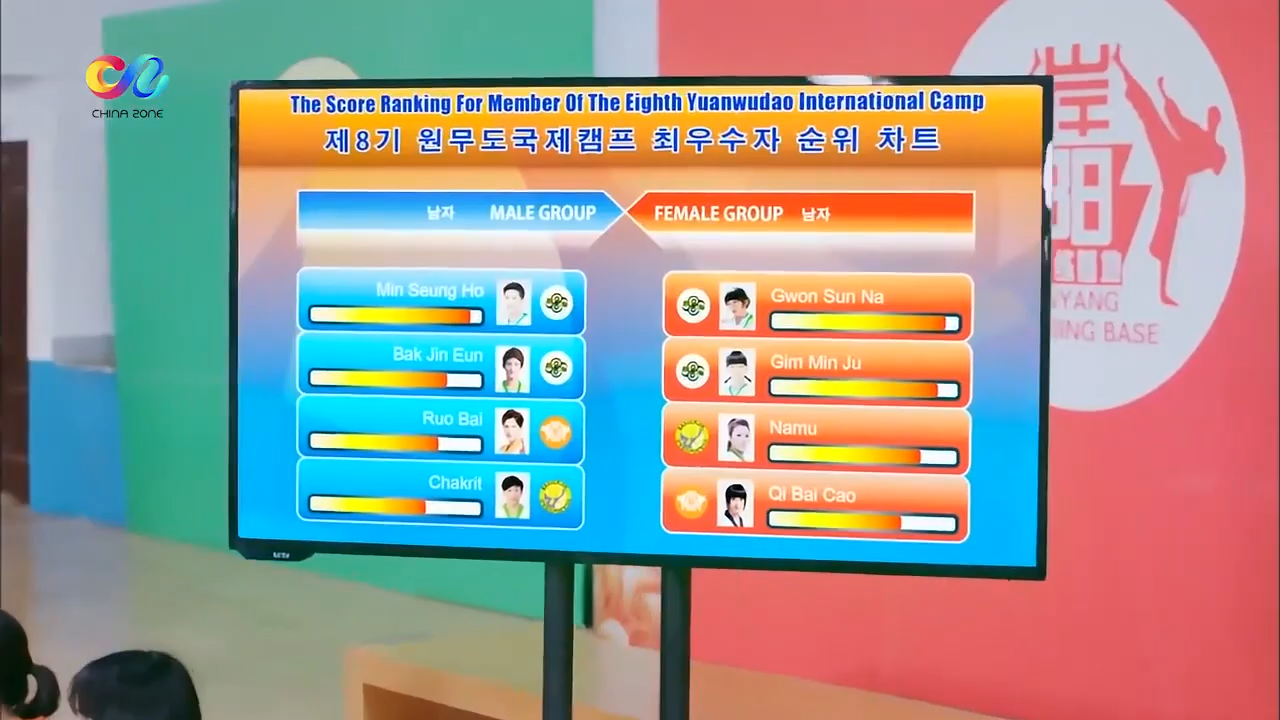 CHINA ZONE
The Score Ranking For Member Of The Eighth Yuanwudao International Camp
제8기 원무도국제캠프 최우수자 순위 차트
남자 MALE GROUP
FEMALE GROUP 남자
Min Seung Ho
Bak Jin Eun
Ruo Bai
Chakrit
Gwon Sun Na
Gim Min Ju
Namu
Qi Bai Cao
岸
YANG
ING BASE